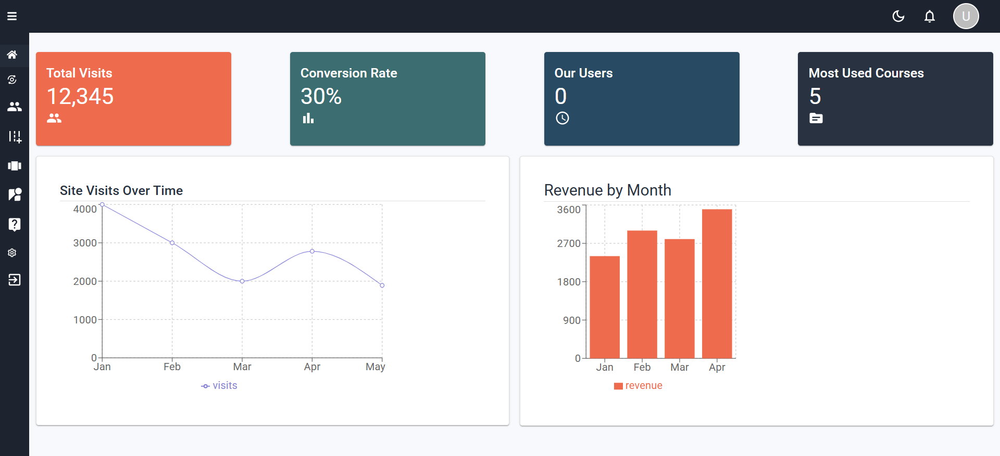 U
Total Visits
12,345
Conversion Rate
30%
Our Users
0
Most Used Courses
5
Site Visits Over Time
4000
3000
2000
1000
0
Jan Feb Mar Apr May
visits
Revenue by Month
3600
2700
1800
900
0
Jan Feb Mar Apr
revenue